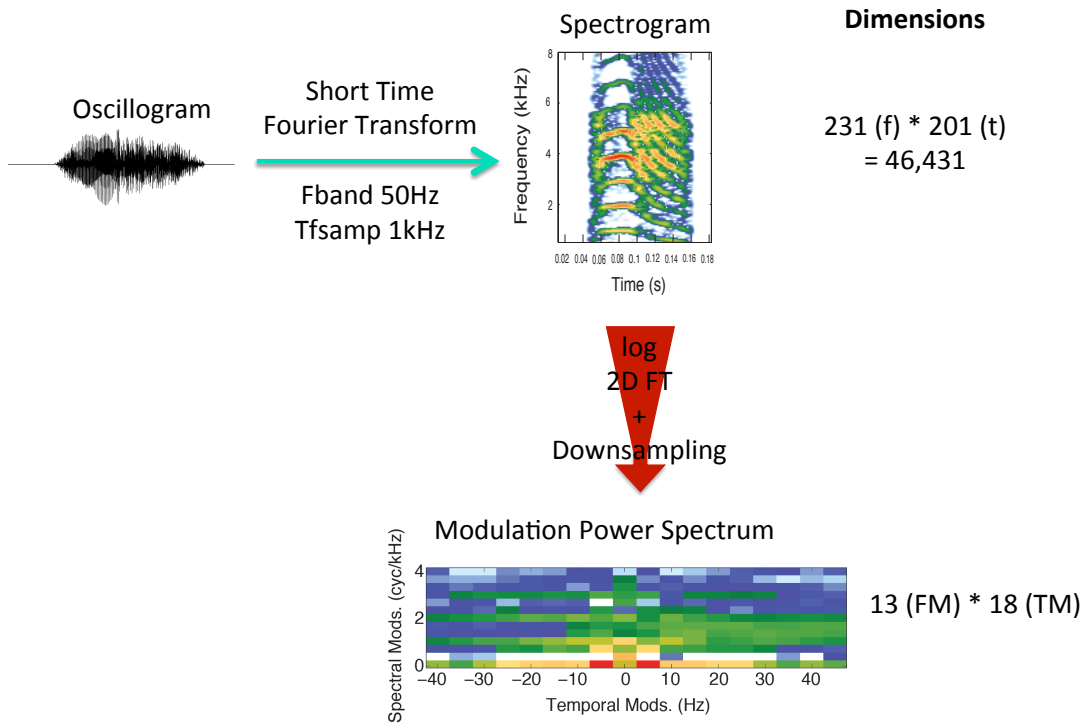 Spectrogram
Dimensions
Oscillogram
Short Time
Fourier Transform
Fband 50Hz
Tfsamp 1kHz
Frequency (kHz)
8
6
4
2
0.02 0.04 0.06 0.08 0.10 0.12 0.14 0.16 0.18
Time (s)
231 (f) * 201 (t)
= 46,431
log
2D FT
+
Downsampling
Modulation Power Spectrum
Spectral Mods. (cyc/kHz)
4
2
0
−40 −30 −20 −10 0 10 20 30 40
Temporal Mods. (Hz)
13 (FM) * 18 (TM)